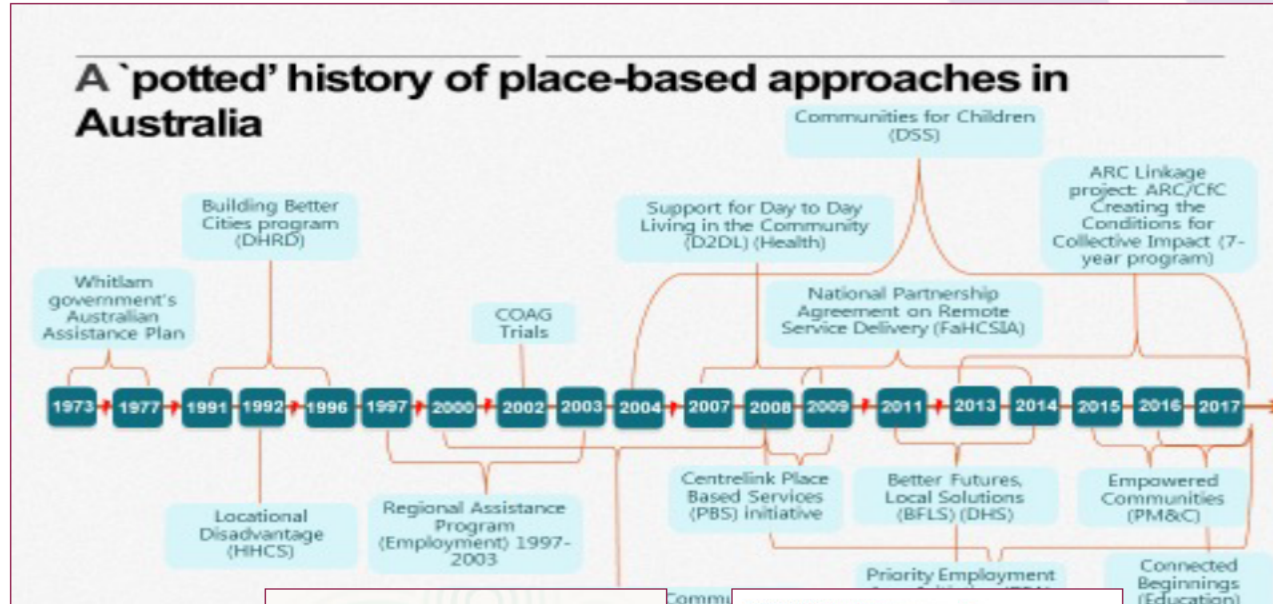 A `potted’ history of place-based approaches in
Australia
Communities for Children
(DSS)
ARC Linkage
project: ARC/CfC
Creating the
Conditions for
Collective Impact (7-
year program)
Building Better
Cities program
(DHRD)
Support for Day to Day
Living in the Community
(D2DL) (Health)
Whitlam
government's
Australian
Assistance Plan
COAG
Trials
National Partnership
Agreement on Remote
Service Delivery (FaHCSIA)
1973 1977 1991 1992 1996 1997 2000 2002 2003 2004 2007 2008 2009 2011 2013 2014 2015 2016 2017
Locational
Disadvantage
(HHCS)
Regional Assistance
Program
(Employment) 1997-
2003
Centrelink Place
Based Services
(PBS) initiative
Better Futures,
Local Solutions
(BFLS) (DHS)
Empowered
Communities
(PM&C)
Priority Employment
Connected
Beginnings
(Education)